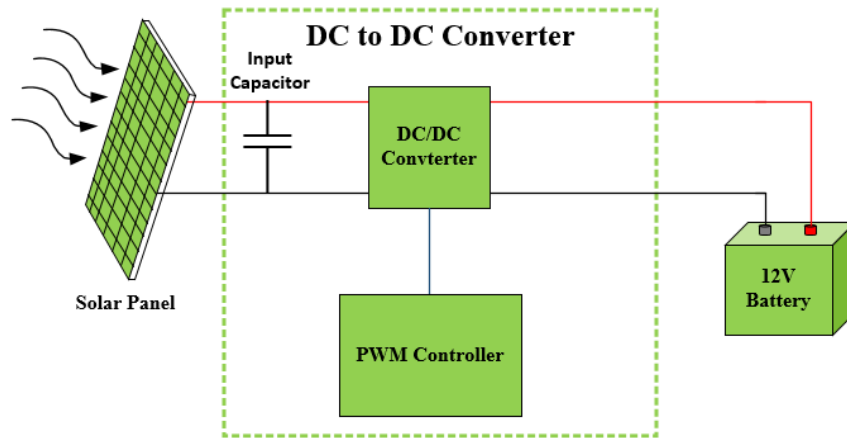 DC to DC Converter
Input
Capacitor
DC/DC
Convterter
Solar Panel
PWM Controller
12V
Battery